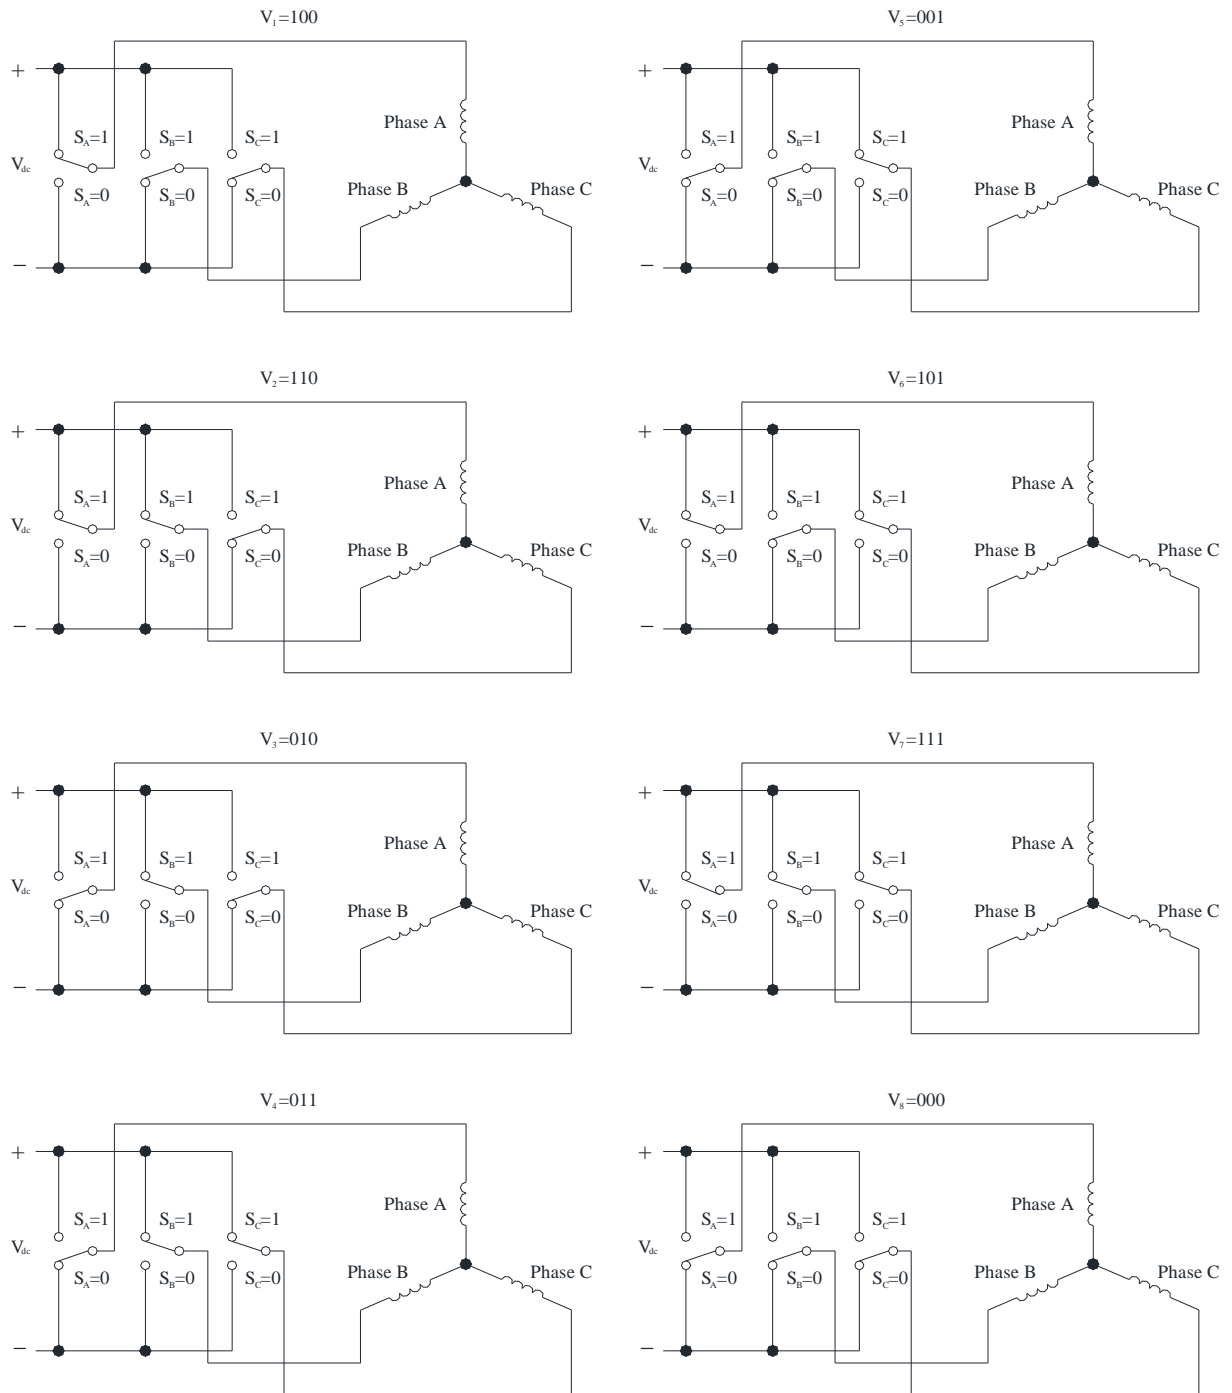 V₁=100
+
S_A=1 S_B=1 S_C=1
Phase A
V_dc
S_A=0 S_B=0 S_C=0
Phase B Phase C
−
V₅=001
+
S_A=1 S_B=1 S_C=1
Phase A
V_dc
S_A=0 S_B=0 S_C=0
Phase B Phase C
−
V₂=110
+
S_A=1 S_B=1 S_C=1
Phase A
V_dc
S_A=0 S_B=0 S_C=0
Phase B Phase C
−
V₆=101
+
S_A=1 S_B=1 S_C=1
Phase A
V_dc
S_A=0 S_B=0 S_C=0
Phase B Phase C
−
V₃=010
+
S_A=1 S_B=1 S_C=1
Phase A
V_dc
S_A=0 S_B=0 S_C=0
Phase B Phase C
−
V₇=111
+
S_A=1 S_B=1 S_C=1
Phase A
V_dc
S_A=0 S_B=0 S_C=0
Phase B Phase C
−
V₄=011
+
S_A=1 S_B=1 S_C=1
Phase A
V_dc
S_A=0 S_B=0 S_C=0
Phase B Phase C
−
V₈=000
+
S_A=1 S_B=1 S_C=1
Phase A
V_dc
S_A=0 S_B=0 S_C=0
Phase B Phase C
−